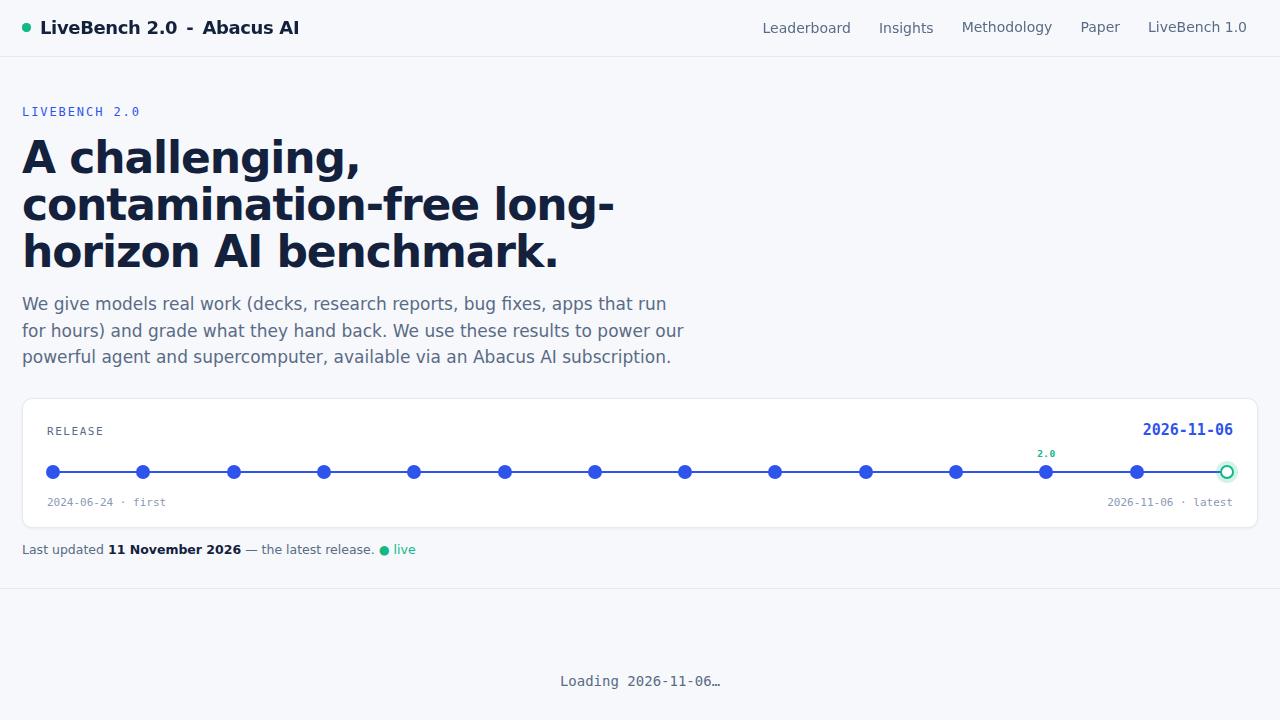 LiveBench 2.0 - Abacus AI
Leaderboard Insights Methodology Paper LiveBench 1.0
LIVEBENCH 2.0
A challenging,
contamination-free long-
horizon AI benchmark.
We give models real work (decks, research reports, bug fixes, apps that run
for hours) and grade what they hand back. We use these results to power our
powerful agent and supercomputer, available via an Abacus AI subscription.
RELEASE 2026-11-06
2.0
2024-06-24 · first 2026-11-06 · latest
Last updated 11 November 2026 — the latest release. ● live
Loading 2026-11-06…